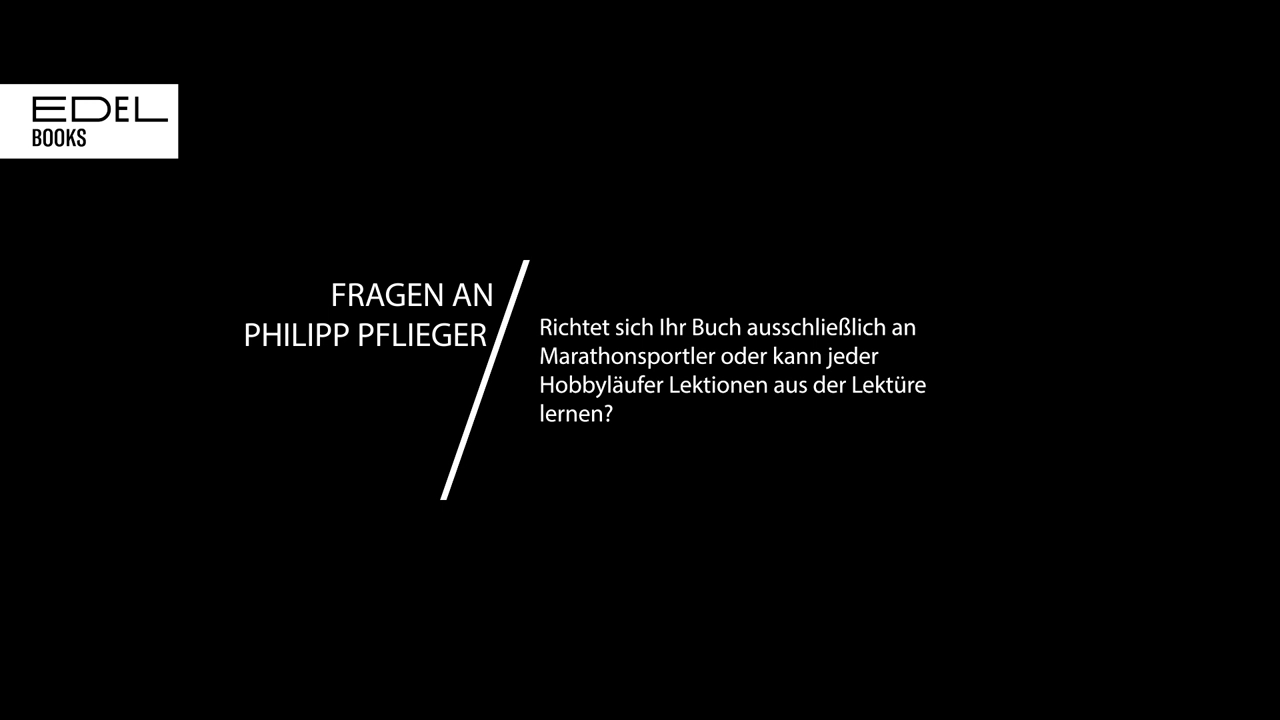 EDEL
BOOKS
FRAGEN AN
PHILIPP PFLIEGER
Richtet sich Ihr Buch ausschließlich an
Marathonsportler oder kann jeder
Hobbyläufer Lektionen aus der Lektüre
lernen?